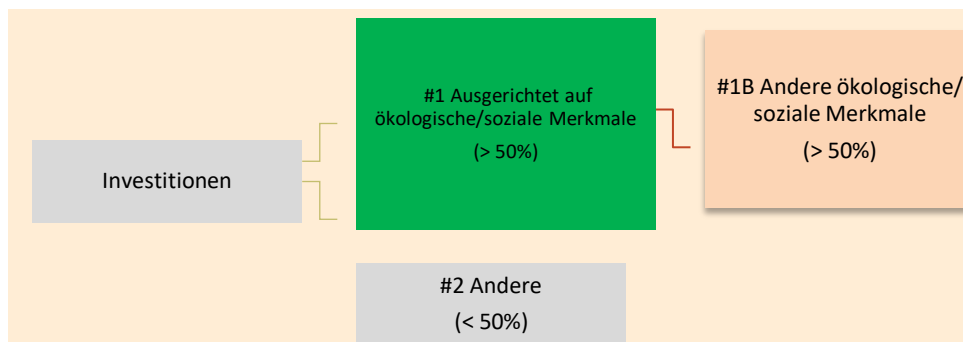 Investitionen
#1 Ausgerichtet auf
ökologische/soziale Merkmale
(> 50%)
#1B Andere ökologische/
soziale Merkmale
(> 50%)
#2 Andere
(< 50%)